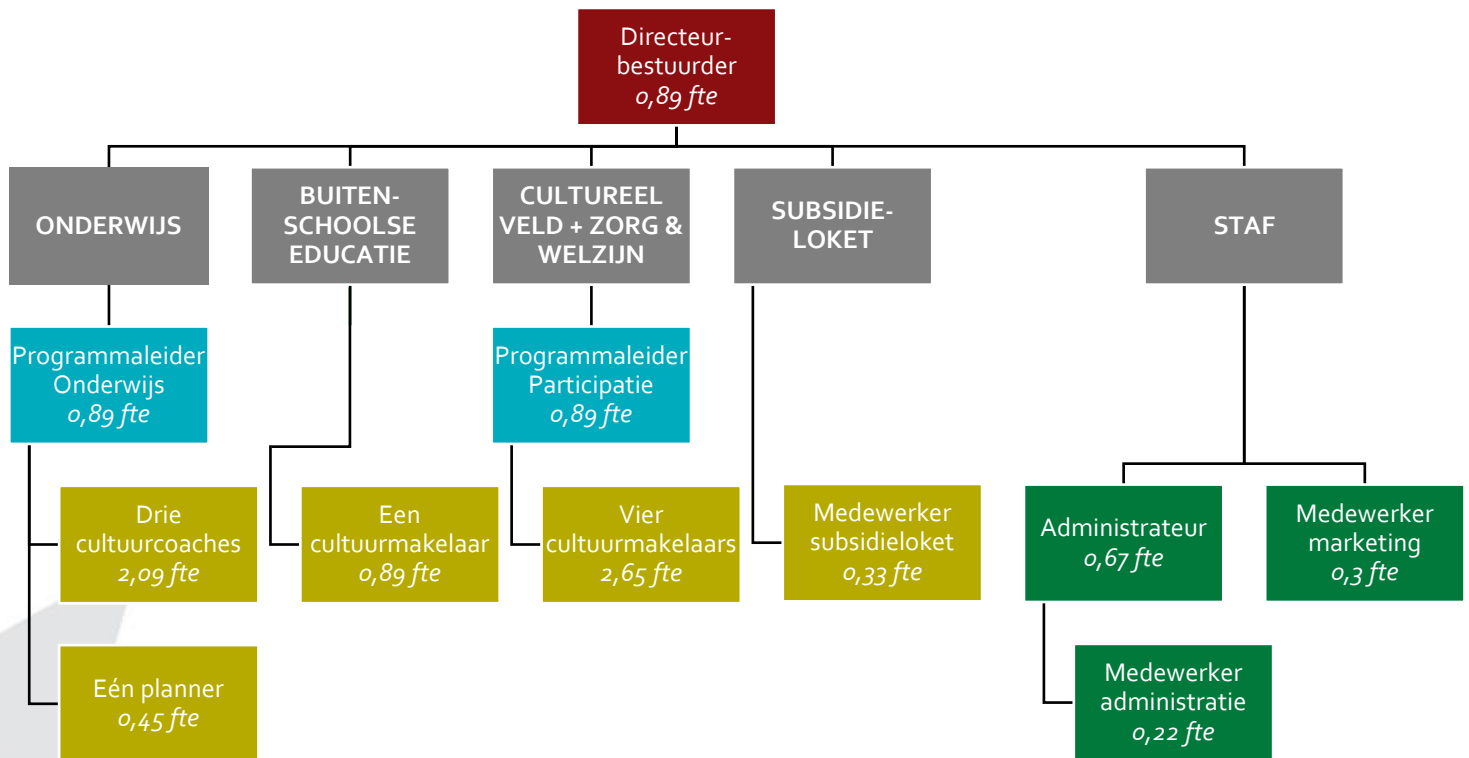 Directeur-
bestuurder
0,89 fte
ONDERWIJS
BUITEN-
SCHOOLSE
EDUCATIE
CULTUREEL
VELD + ZORG &
WELZIJN
SUBSIDIE-
LOKET
STAF
Programmaleider
Onderwijs
0,89 fte
Programmaleider
Participatie
0,89 fte
Drie
cultuurcoaches
2,09 fte
Een
cultuurmakelaar
0,89 fte
Vier
cultuurmakelaars
2,65 fte
Medewerker
subsidieloket
0,33 fte
Administrateur
0,67 fte
Medewerker
marketing
0,3 fte
Eén planner
0,45 fte
Medewerker
administratie
0,22 fte